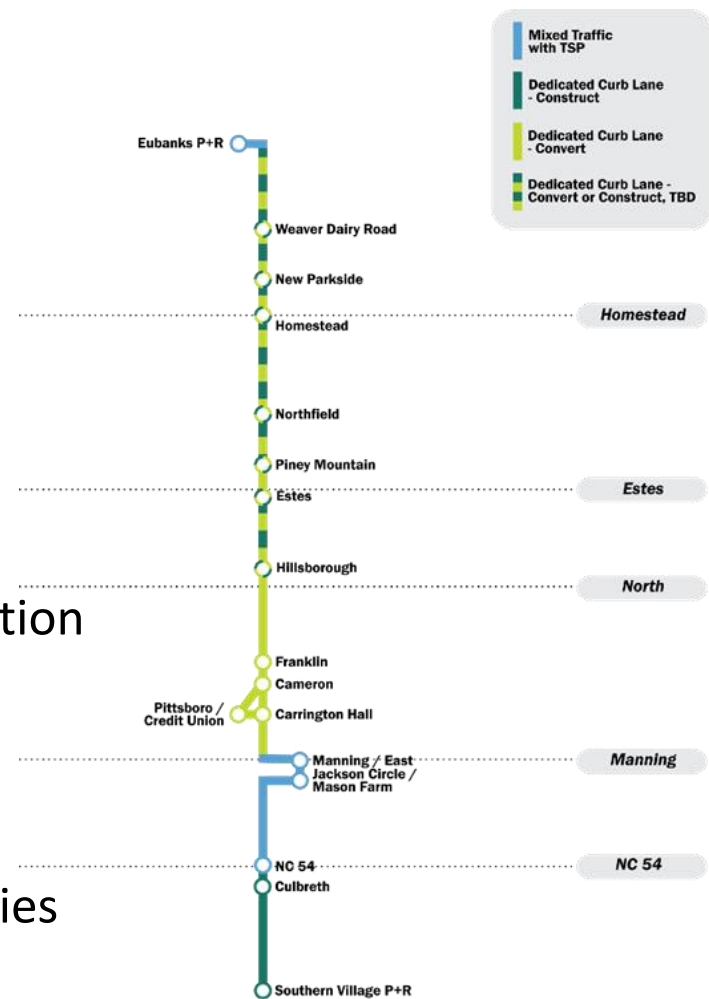 Mixed Traffic
with TSP
Dedicated Curb Lane
- Construct
Dedicated Curb Lane
- Convert
Dedicated Curb Lane -
Convert or Construct, TBD
Eubanks P+R
Weaver Dairy Road
New Parkside
Homestead
Homestead
Northfield
Piney Mountain
Estes
Estes
Hillsborough
North
tion
Franklin
Cameron
Pittsboro /
Credit Union
Carrington Hall
Manning / East
Manning
Jackson Circle /
Mason Farm
NC 54
NC 54
Culbreth
ies
Southern Village P+R